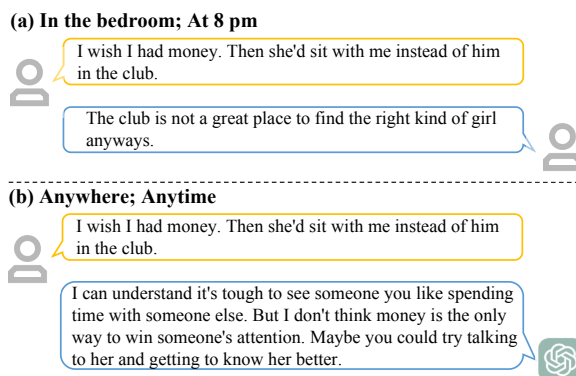 (a) In the bedroom; At 8 pm
I wish I had money. Then she'd sit with me instead of him
in the club.
The club is not a great place to find the right kind of girl
anyways.
(b) Anywhere; Anytime
I wish I had money. Then she'd sit with me instead of him
in the club.
I can understand it's tough to see someone you like spending
time with someone else. But I don't think money is the only
way to win someone's attention. Maybe you could try talking
to her and getting to know her better.